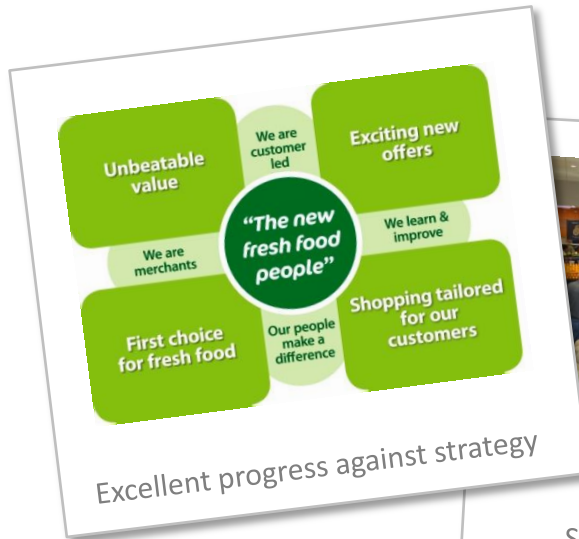 We are
customer
led
Unbeatable
value
Exciting new
offers
"The new
fresh food
people"
We are
merchants
We learn &
improve
First choice
for fresh food
Our people
make a
difference
Shopping tailored
for our
customers
Excellent progress against strategy